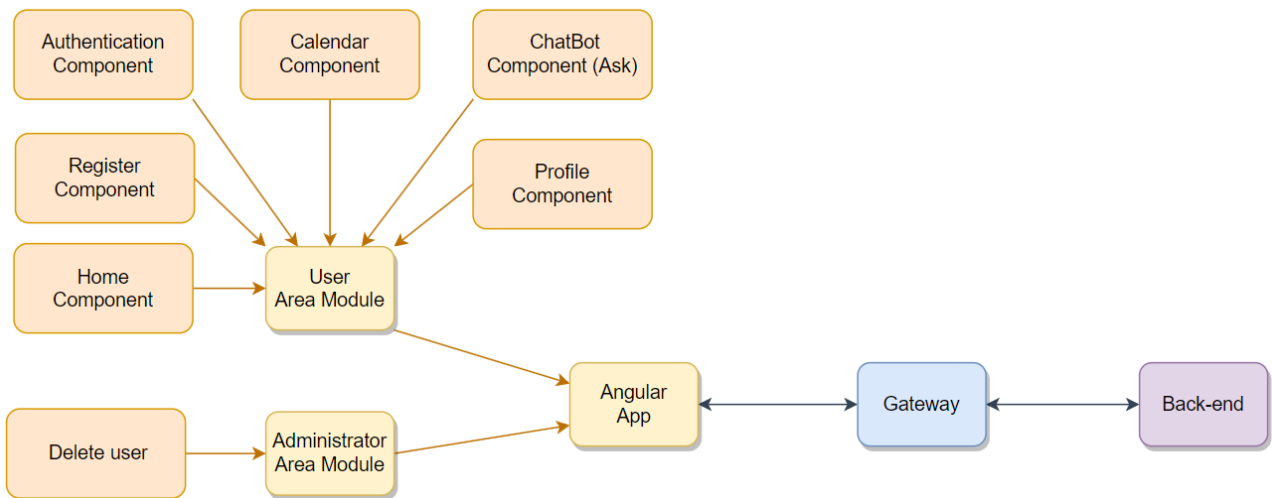 Authentication
Component
Calendar
Component
ChatBot
Component (Ask)
Register
Component
Profile
Component
Home
Component
User
Area Module
Angular
App
Gateway
Back-end
Delete user
Administrator
Area Module